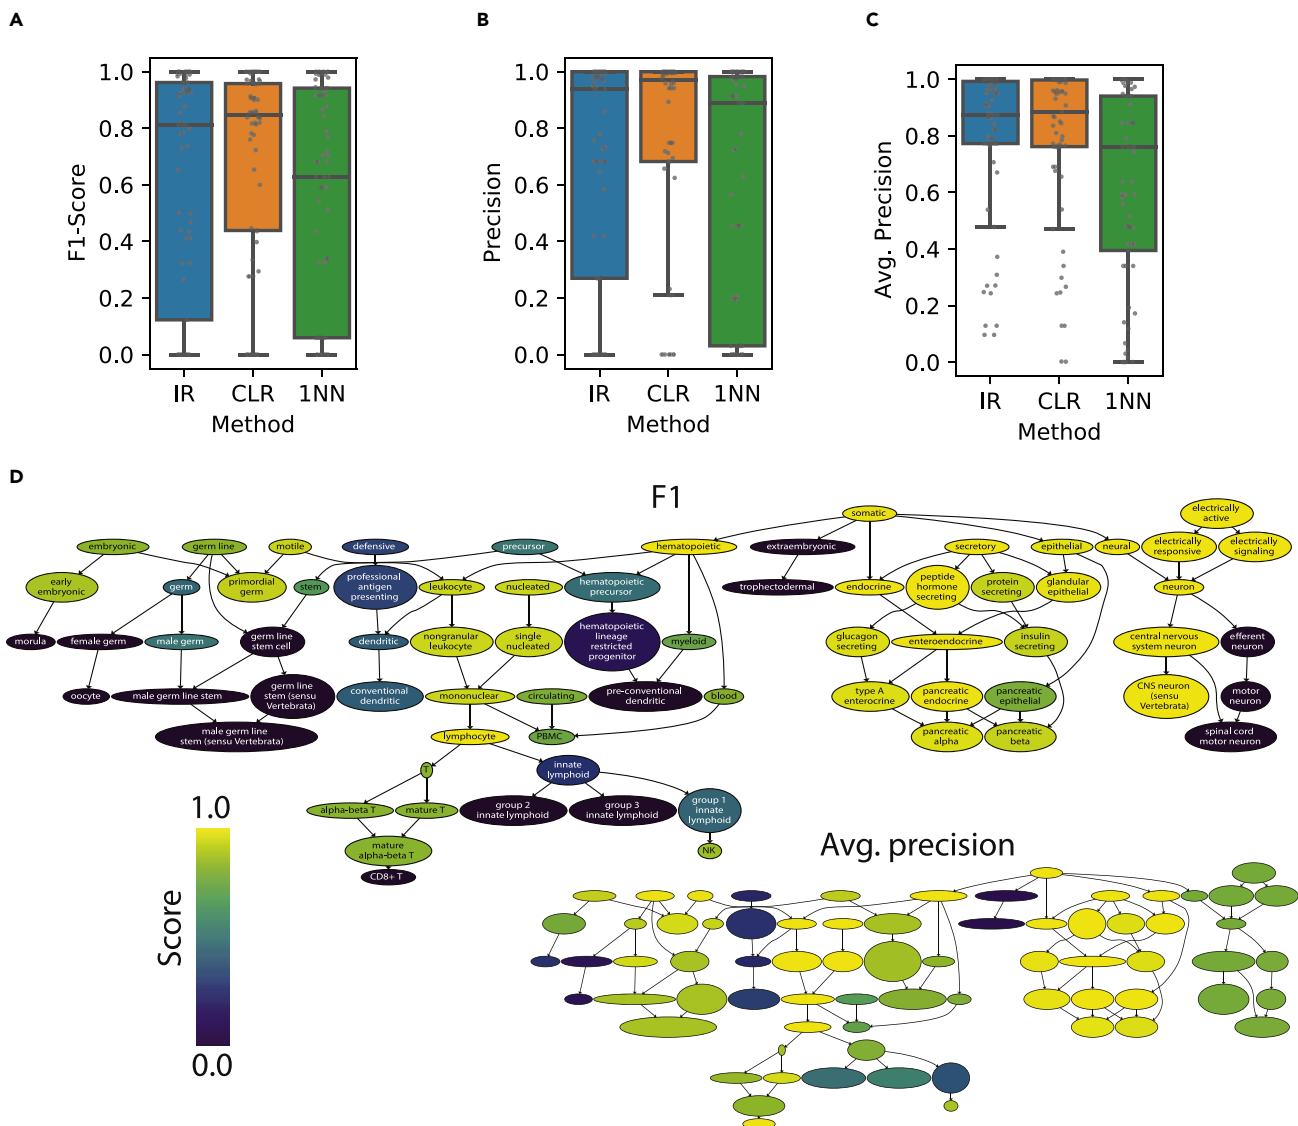 A
B
C
1.0
0.8
0.6
0.4
0.2
0.0
F1-Score
IR CLR 1NN
Method
1.0
0.8
0.6
0.4
0.2
0.0
Precision
IR CLR 1NN
Method
1.0
0.8
0.6
0.4
0.2
0.0
Avg. Precision
IR CLR 1NN
Method
D
F1
somatic
electrically
active
embryonic
germ line
motile
defensive
precursor
hematopoietic
extraembryonic
secretory
epithelial
neural
electrically
responsive
electrically
signaling
early
embryonic
germ
primordial
germ
stem
professional
antigen
presenting
leukocyte
nucleated
hematopoietic
precursor
trophectodermal
endocrine
peptide
hormone
secreting
protein
secreting
glandular
epithelial
neuron
morula
female germ
male germ
germ line
stem cell
dendritic
nongranular
leukocyte
single
nucleated
hematopoietic
lineage
restricted
progenitor
myeloid
glucagon
secreting
enteroendocrine
insulin
secreting
central nervous
system neuron
efferent
neuron
oocyte
male germ line stem
germ line
stem (sensu
Vertebrata)
conventional
dendritic
mononuclear
circulating
pre-conventional
dendritic
blood
type A
enterocrine
pancreatic
endocrine
pancreatic
epithelial
CNS neuron
(sensu
Vertebrata)
motor
neuron
male germ line
stem (sensu Vertebrata)
lymphocyte
PBMC
pancreatic
alpha
pancreatic
beta
spinal cord
motor neuron
T
innate
lymphoid
alpha-beta T
mature T
group 2
innate lymphoid
group 3
innate lymphoid
group 1
innate
lymphoid
mature
alpha-beta T
NK
CD8+ T
1.0
Score
0.0
Avg. precision